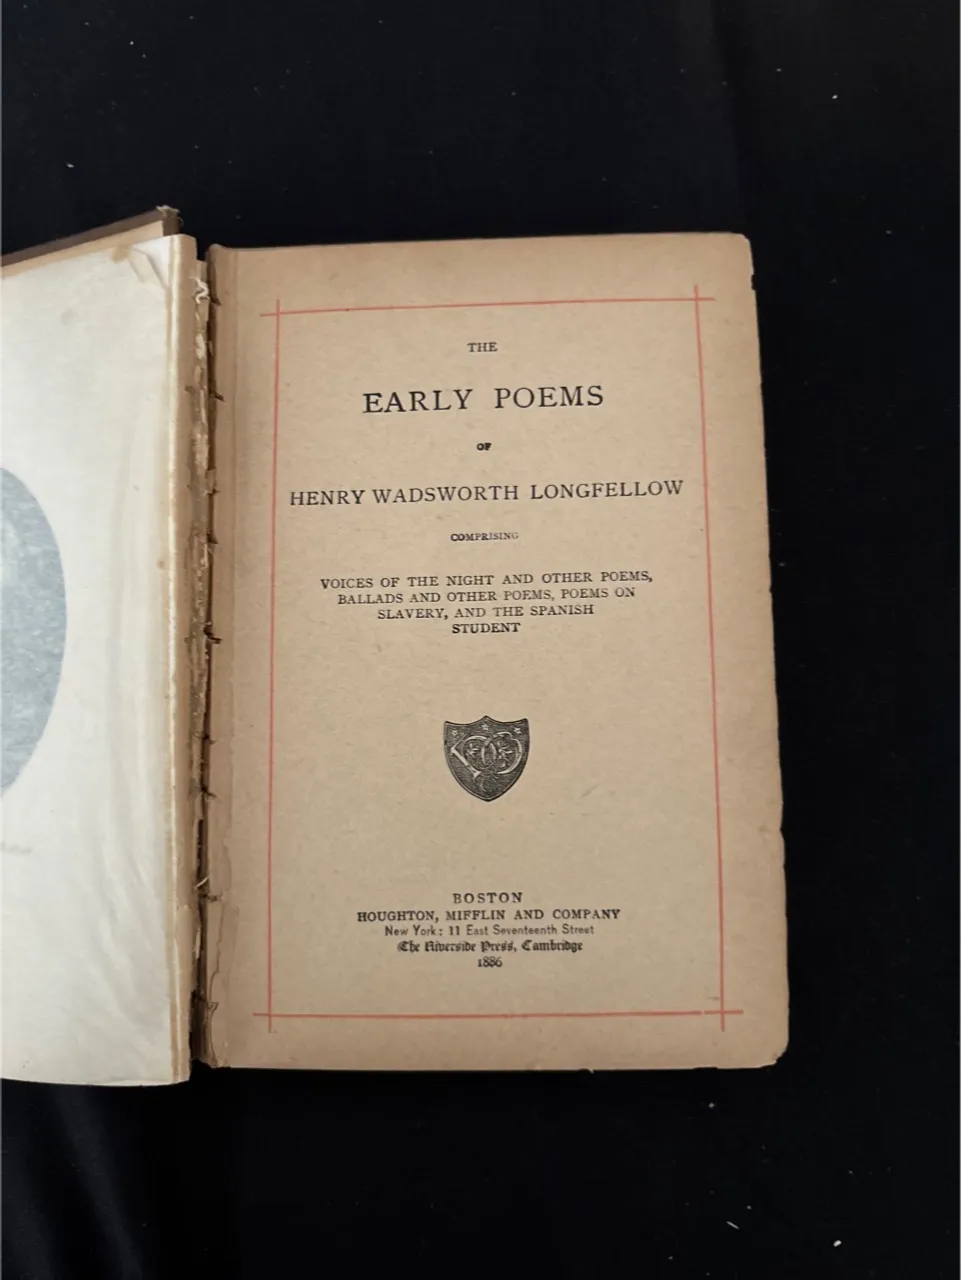 THE
EARLY POEMS
OF
HENRY WADSWORTH LONGFELLOW
COMPRISING
VOICES OF THE NIGHT AND OTHER POEMS,
BALLADS AND OTHER POEMS, POEMS ON
SLAVERY, AND THE SPANISH
STUDENT
BOSTON
HOUGHTON, MIFFLIN AND COMPANY
New York: 11 East Seventeenth Street
The Riverside Press, Cambridge
1886